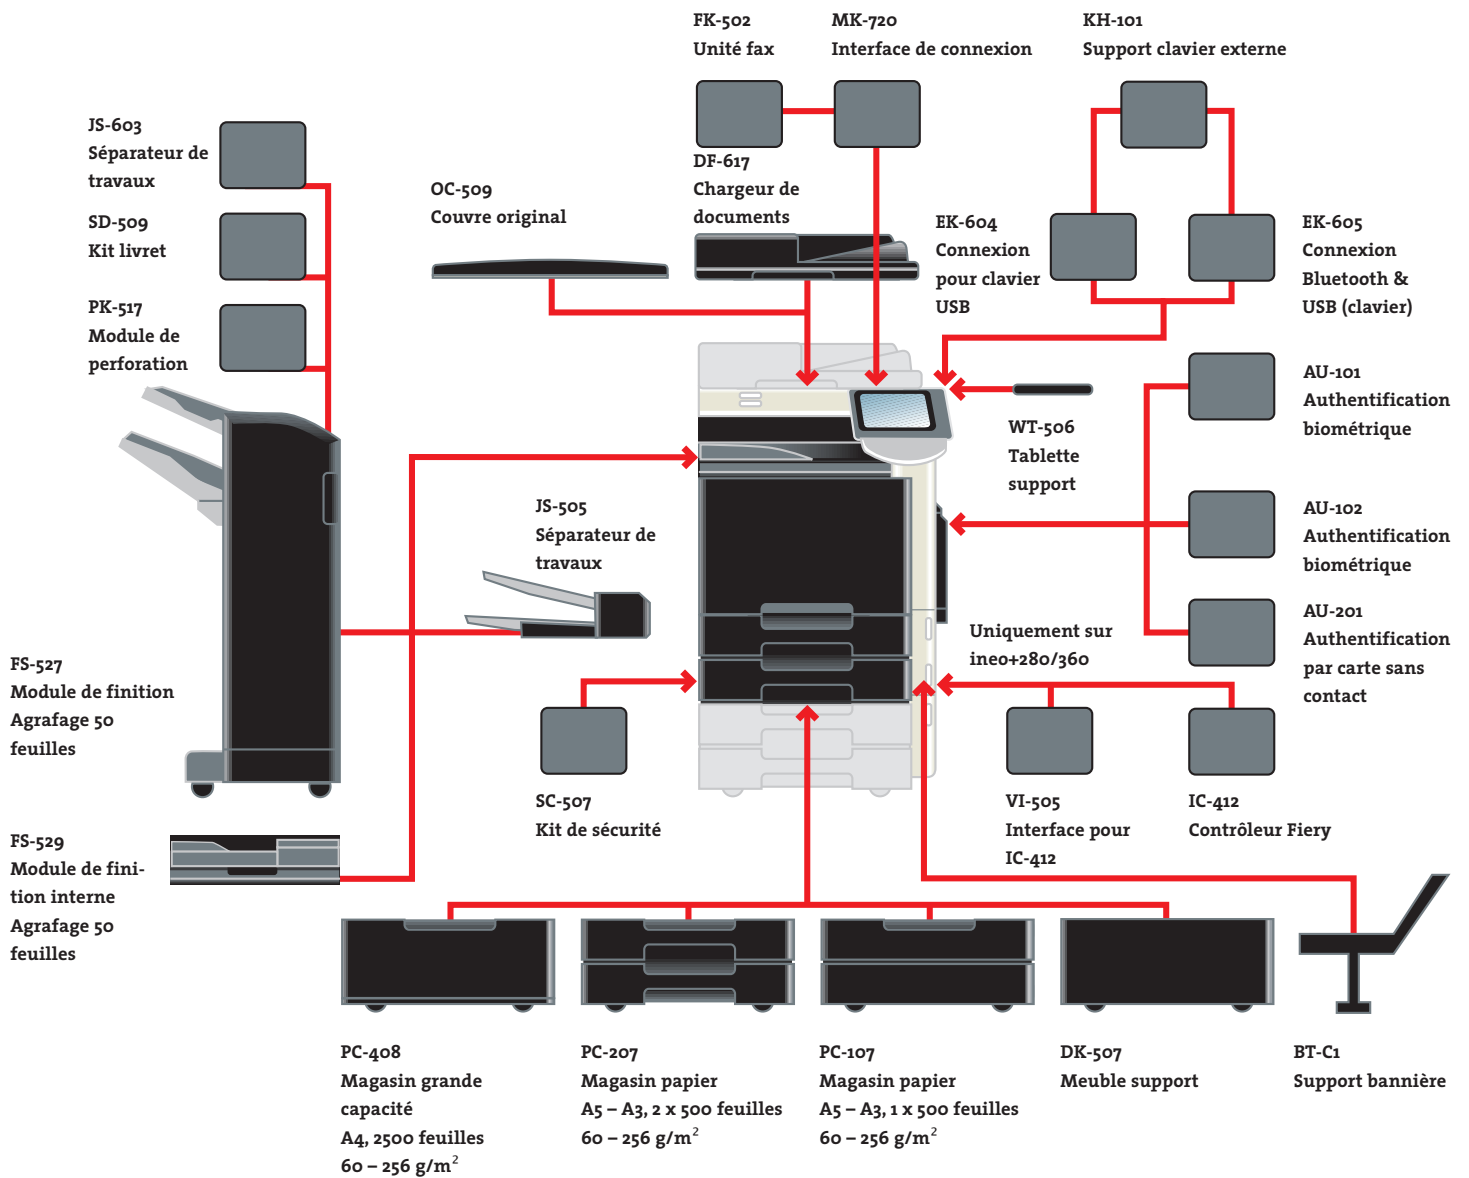 FK-502
Unité fax
MK-720
Interface de connexion
KH-101
Support clavier externe
JS-603
Séparateur de
travaux
SD-509
Kit livret
PK-517
Module de
perforation
OC-509
Couvre original
DF-617
Chargeur de
documents
EK-604
Connexion
pour clavier
USB
EK-605
Connexion
Bluetooth &
USB (clavier)
AU-101
Authentification
biométrique
WT-506
Tablette
support
JS-505
Séparateur de
travaux
AU-102
Authentification
biométrique
AU-201
Authentification
par carte sans
contact
Uniquement sur
ineo+280/360
FS-527
Module de finition
Agrafage 50
feuilles
SC-507
Kit de sécurité
VI-505
Interface pour
IC-412
IC-412
Contrôleur Fiery
FS-529
Module de fini-
tion interne
Agrafage 50
feuilles
PC-408
Magasin grande
capacité
A4, 2500 feuilles
60 – 256 g/m²
PC-207
Magasin papier
A5 – A3, 2 x 500 feuilles
60 – 256 g/m²
PC-107
Magasin papier
A5 – A3, 1 x 500 feuilles
60 – 256 g/m²
DK-507
Meuble support
BT-C1
Support bannière